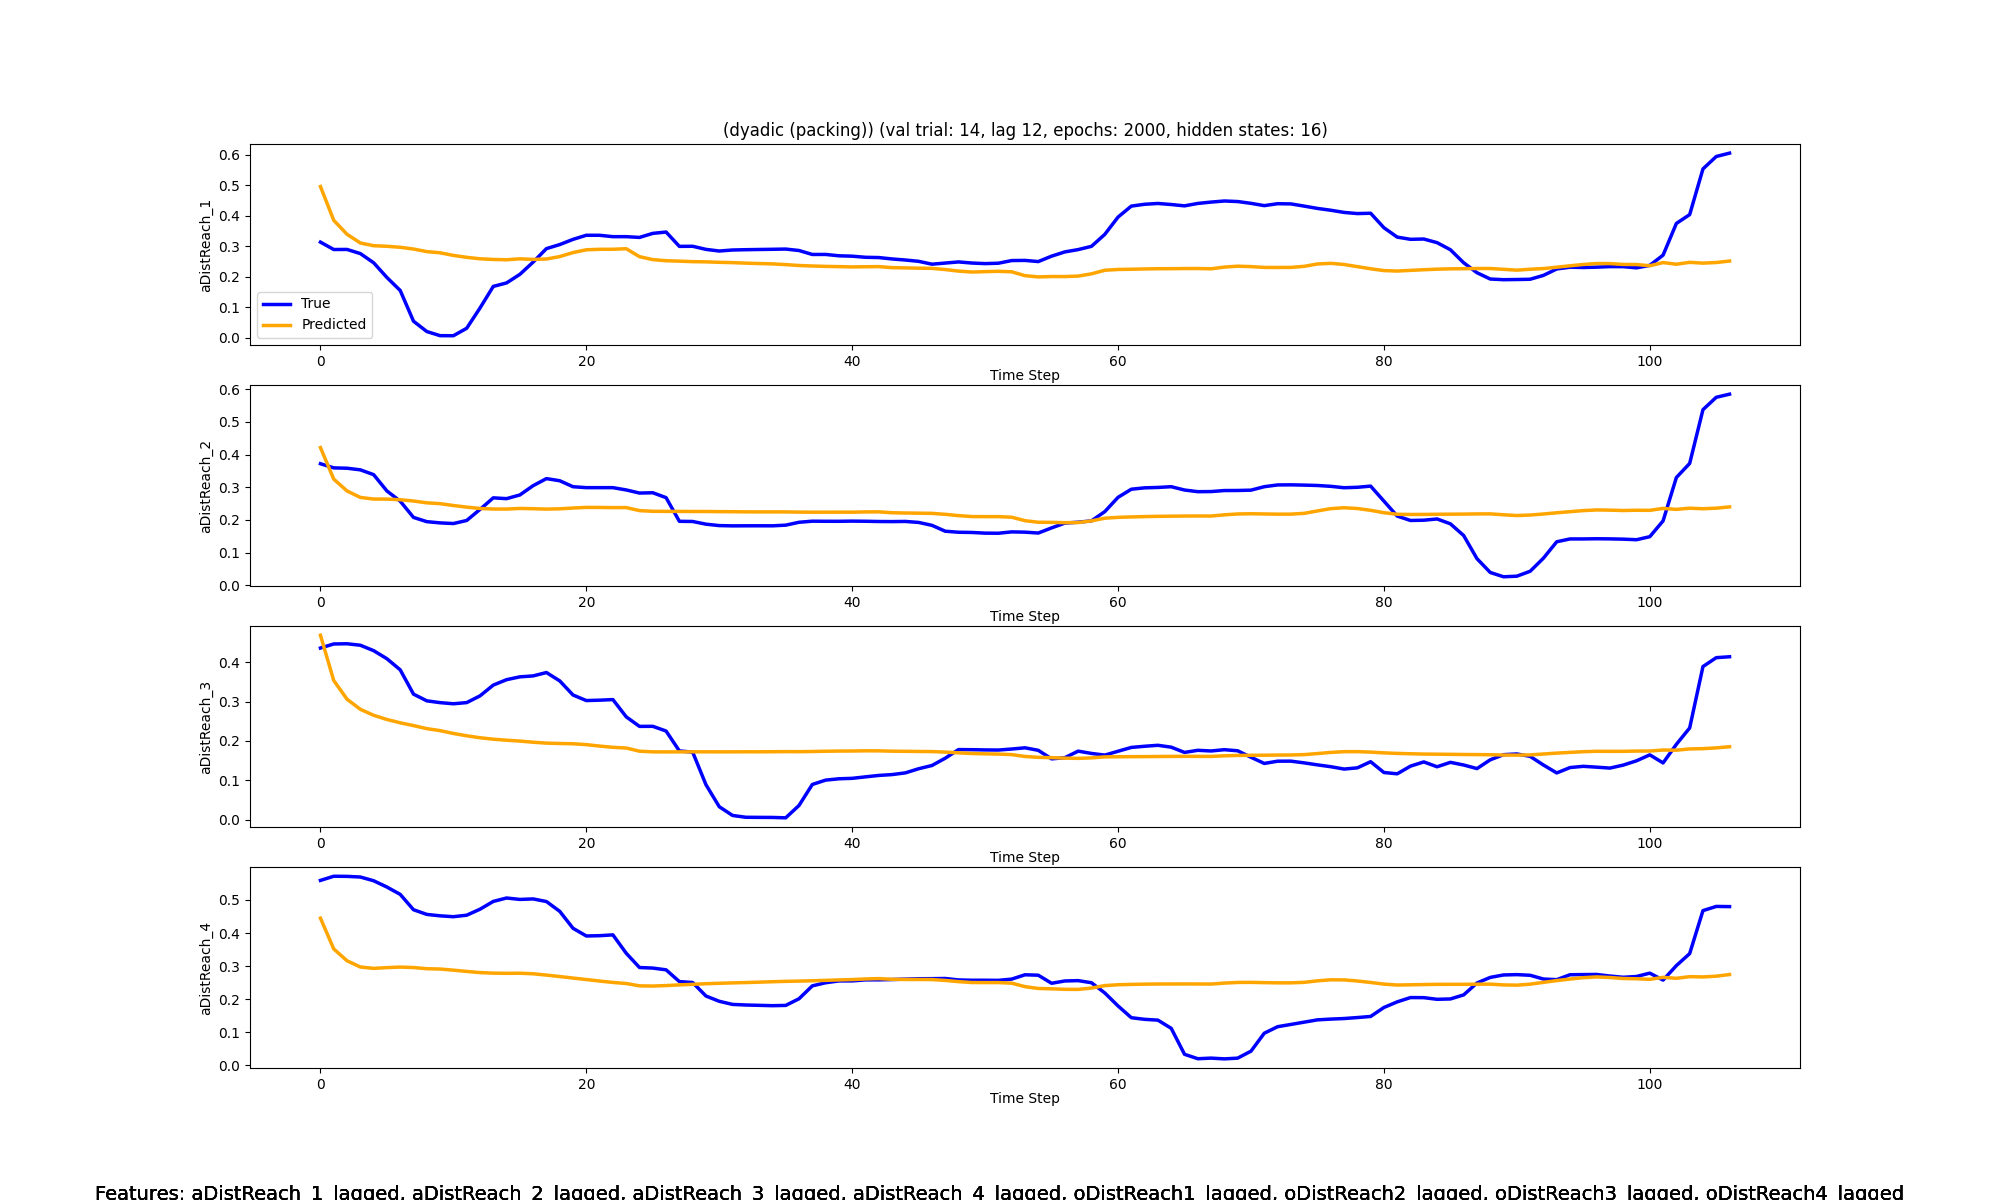 (dyadic (packing)) (val trial: 14, lag 12, epochs: 2000, hidden states: 16)
aDistReach_1
0.6
0.5
0.4
0.3
0.2
0.1
0.0
True
Predicted
0 20 40 60 80 100
Time Step
aDistReach_2
0.6
0.5
0.4
0.3
0.2
0.1
0.0
0 20 40 60 80 100
Time Step
aDistReach_3
0.4
0.3
0.2
0.1
0.0
0 20 40 60 80 100
Time Step
aDistReach_4
0.5
0.4
0.3
0.2
0.1
0.0
0 20 40 60 80 100
Time Step
Features: aDistReach_1_lagged, aDistReach_2_lagged, aDistReach_3_lagged, aDistReach_4_lagged, oDistReach1_lagged, oDistReach2_lagged, oDistReach3_lagged, oDistReach4_lagged